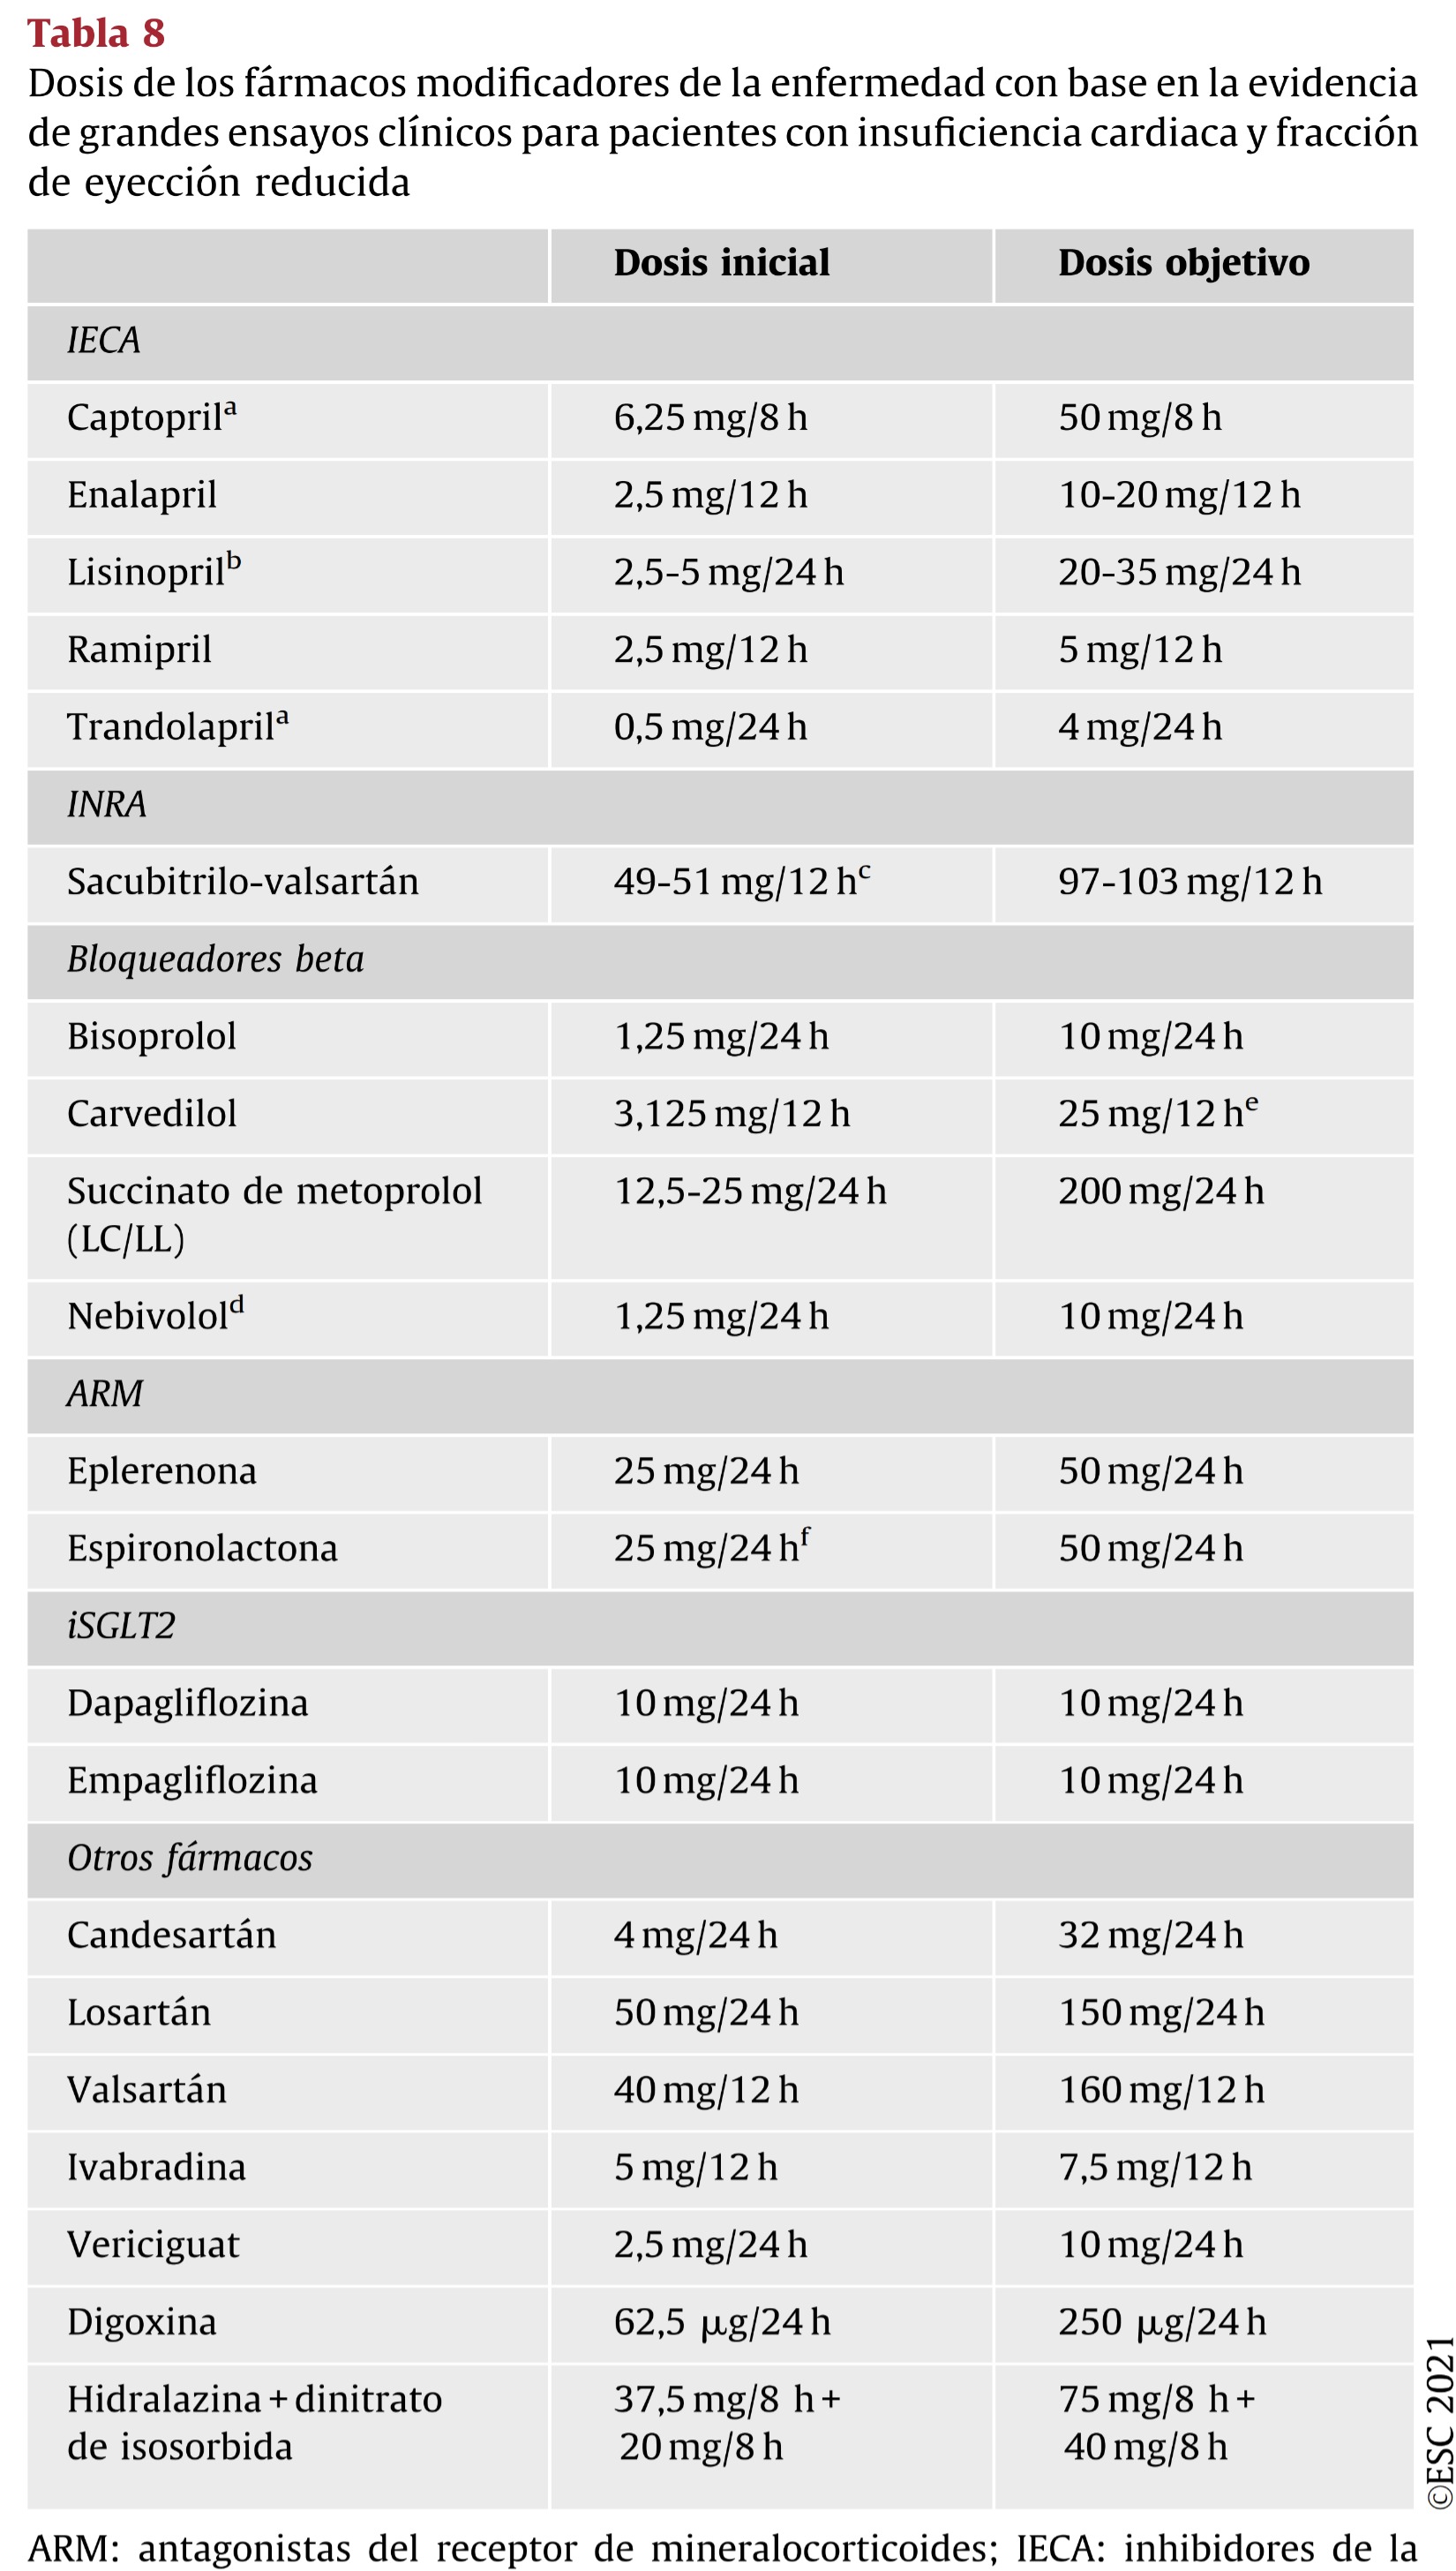 Tabla 8
Dosis de los fármacos modificadores de la enfermedad con base en la evidencia
de grandes ensayos clínicos para pacientes con insuficiencia cardiaca y fracción
de eyección reducida
Dosis inicial Dosis objetivo
IECA
Captoprilᵃ 6,25 mg/8 h 50 mg/8 h
Enalapril 2,5 mg/12 h 10-20 mg/12 h
Lisinoprilᵇ 2,5-5 mg/24 h 20-35 mg/24 h
Ramipril 2,5 mg/12 h 5 mg/12 h
Trandolaprilᵃ 0,5 mg/24 h 4 mg/24 h
INRA
Sacubitrilo-valsartán 49-51 mg/12 hᶜ 97-103 mg/12 h
Bloqueadores beta
Bisoprolol 1,25 mg/24 h 10 mg/24 h
Carvedilol 3,125 mg/12 h 25 mg/12 hᵉ
Succinato de metoprolol 12,5-25 mg/24 h 200 mg/24 h
(LC/LL)
Nebivololᵈ 1,25 mg/24 h 10 mg/24 h
ARM
Eplerenona 25 mg/24 h 50 mg/24 h
Espironolactona 25 mg/24 hᶠ 50 mg/24 h
iSGLT2
Dapagliflozina 10 mg/24 h 10 mg/24 h
Empagliflozina 10 mg/24 h 10 mg/24 h
Otros fármacos
Candesartán 4 mg/24 h 32 mg/24 h
Losartán 50 mg/24 h 150 mg/24 h
Valsartán 40 mg/12 h 160 mg/12 h
Ivabradina 5 mg/12 h 7,5 mg/12 h
Vericiguat 2,5 mg/24 h 10 mg/24 h
Digoxina 62,5 μg/24 h 250 μg/24 h
Hidralazina + dinitrato 37,5 mg/8 h + 75 mg/8 h +
de isosorbida 20 mg/8 h 40 mg/8 h
©ESC 2021
ARM: antagonistas del receptor de mineralocorticoides; IECA: inhibidores de la